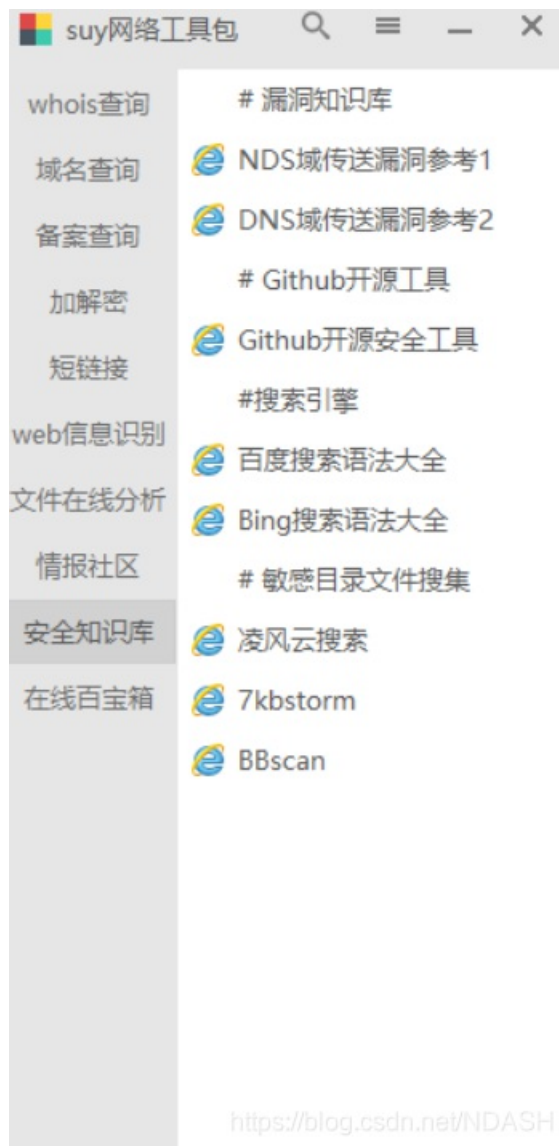 suy网络工具包
whois查询
域名查询
备案查询
加解密
短链接
web信息识别
文件在线分析
情报社区
安全知识库
在线百宝箱
# 漏洞知识库
NDS域传送漏洞参考1
DNS域传送漏洞参考2
# Github开源工具
Github开源安全工具
#搜索引擎
百度搜索语法大全
Bing搜索语法大全
# 敏感目录文件搜集
凌风云搜索
7kbstorm
BBscan
https://blog.csdn.net/NDASH